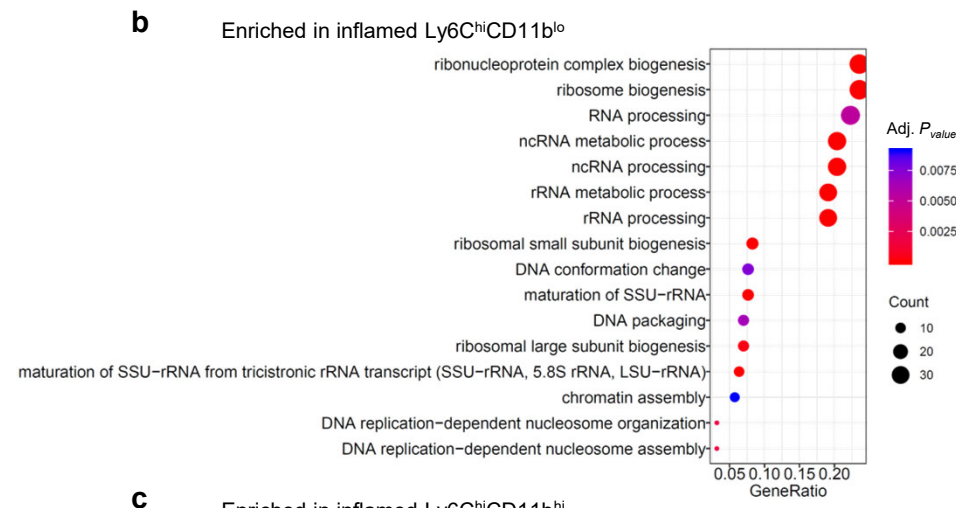 b
Enriched in inflamed Ly6ChiCD11blo
ribonucleoprotein complex biogenesis
ribosome biogenesis
RNA processing
ncRNA metabolic process
ncRNA processing
rRNA metabolic process
rRNA processing
ribosomal small subunit biogenesis
DNA conformation change
maturation of SSU−rRNA
DNA packaging
ribosomal large subunit biogenesis
maturation of SSU−rRNA from tricistronic rRNA transcript (SSU−rRNA, 5.8S rRNA, LSU−rRNA)
chromatin assembly
DNA replication−dependent nucleosome organization
DNA replication−dependent nucleosome assembly
0.05 0.10 0.15 0.20
GeneRatio
Adj. Pvalue
0.0075
0.0050
0.0025
Count
10
20
30
c
Enriched in inflamed Ly6ChiCD11bhi